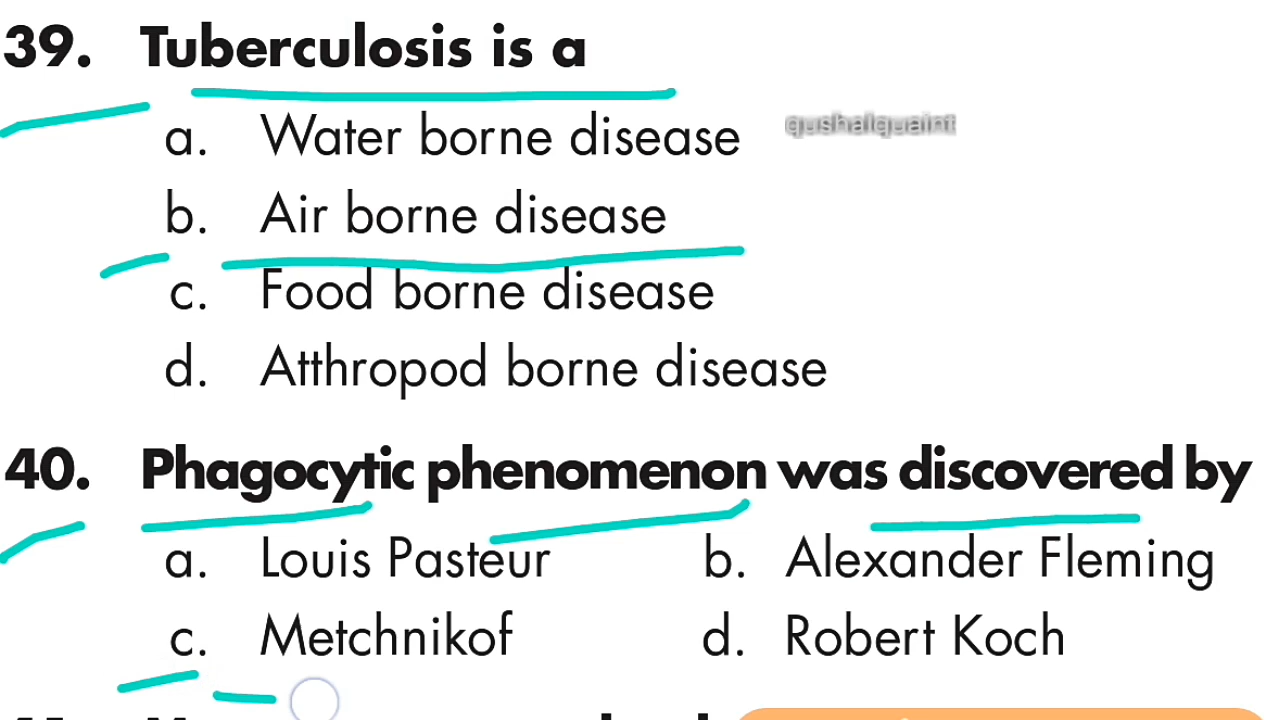 39. Tuberculosis is a
a. Water borne disease
qushalquaint
b. Air borne disease
c. Food borne disease
d. Atthropod borne disease
40. Phagocytic phenomenon was discovered by
a. Louis Pasteur b. Alexander Fleming
c. Metchnikof d. Robert Koch